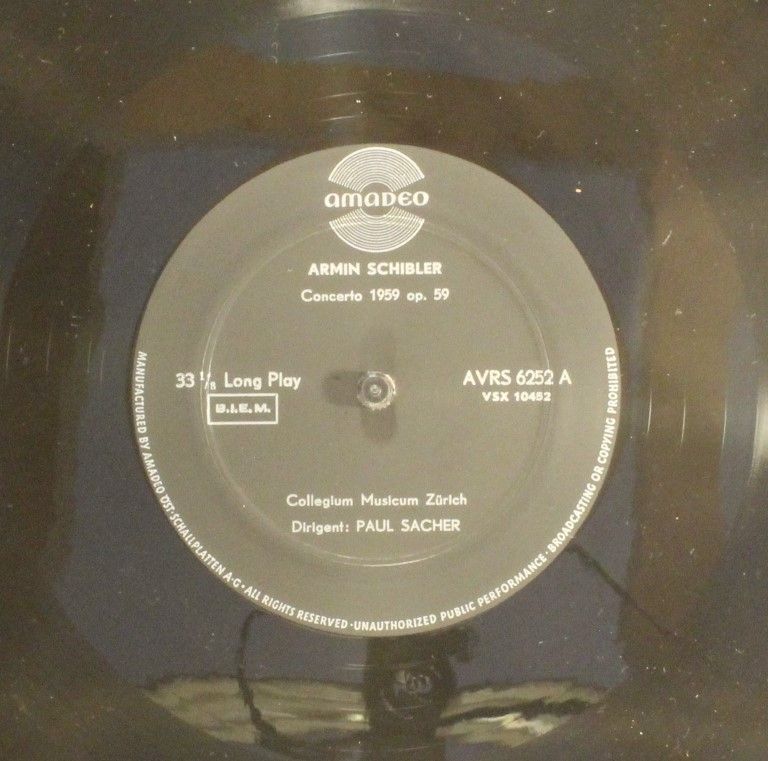 amadeo
ARMIN SCHIBLER
Concerto 1959 op. 59
33 ⅓ Long Play
B.I.E.M.
AVRS 6252 A
VSX 10452
Collegium Musicum Zürich
Dirigent: PAUL SACHER
MANUFACTURED BY AMADEO ÖST. SCHALLPLATTEN A·G · ALL RIGHTS RESERVED · UNAUTHORIZED PUBLIC PERFORMANCE · BROADCASTING OR COPYING PROHIBITED